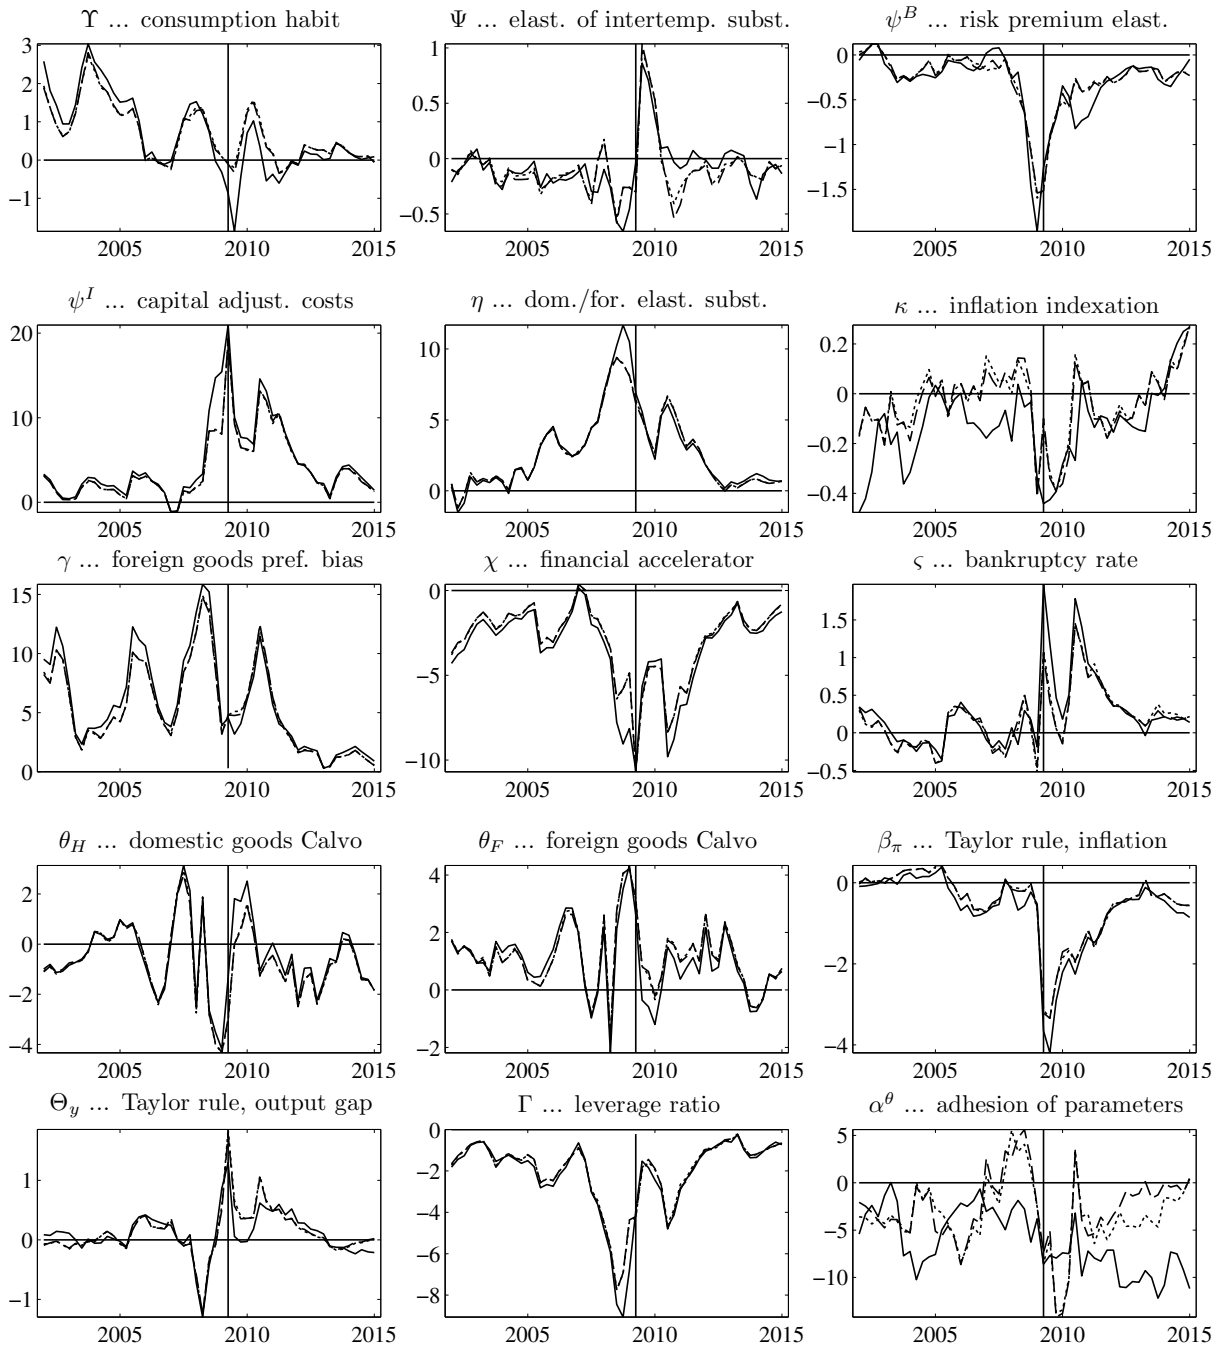 Υ ... consumption habit
Ψ ... elast. of intertemp. subst.
ψ^B ... risk premium elast.
3
2
1
0
−1
2005 2010 2015
1
0.5
0
−0.5
2005 2010 2015
0
−0.5
−1
−1.5
2005 2010 2015
ψ^I ... capital adjust. costs
η ... dom./for. elast. subst.
κ ... inflation indexation
20
10
0
2005 2010 2015
10
5
0
2005 2010 2015
0.2
0
−0.2
−0.4
2005 2010 2015
γ ... foreign goods pref. bias
χ ... financial accelerator
ς ... bankruptcy rate
15
10
5
0
2005 2010 2015
0
−5
−10
2005 2010 2015
1.5
1
0.5
0
−0.5
2005 2010 2015
θ_H ... domestic goods Calvo
θ_F ... foreign goods Calvo
β_π ... Taylor rule, inflation
2
0
−2
−4
2005 2010 2015
4
2
0
−2
2005 2010 2015
0
−2
−4
2005 2010 2015
Θ_y ... Taylor rule, output gap
Γ ... leverage ratio
α^θ ... adhesion of parameters
1
0
−1
2005 2010 2015
0
−2
−4
−6
−8
2005 2010 2015
5
0
−5
−10
2005 2010 2015